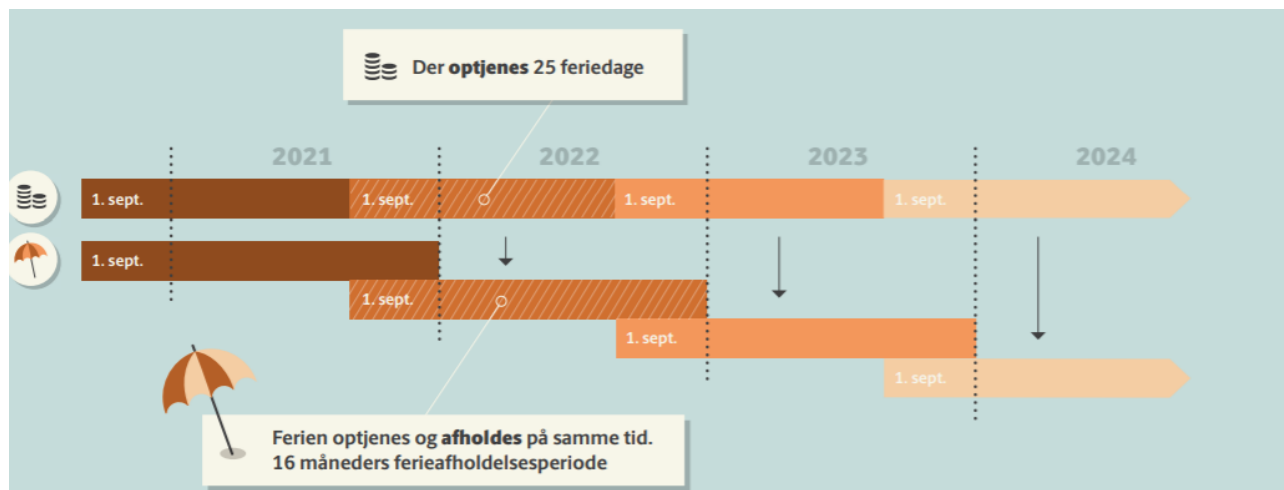 Der optjenes 25 feriedage
2021 2022 2023 2024
1. sept. 1. sept. 1. sept. 1. sept.
1. sept.
1. sept.
1. sept.
1. sept.
Ferien optjenes og afholdes på samme tid.
16 måneders ferieafholdelsesperiode